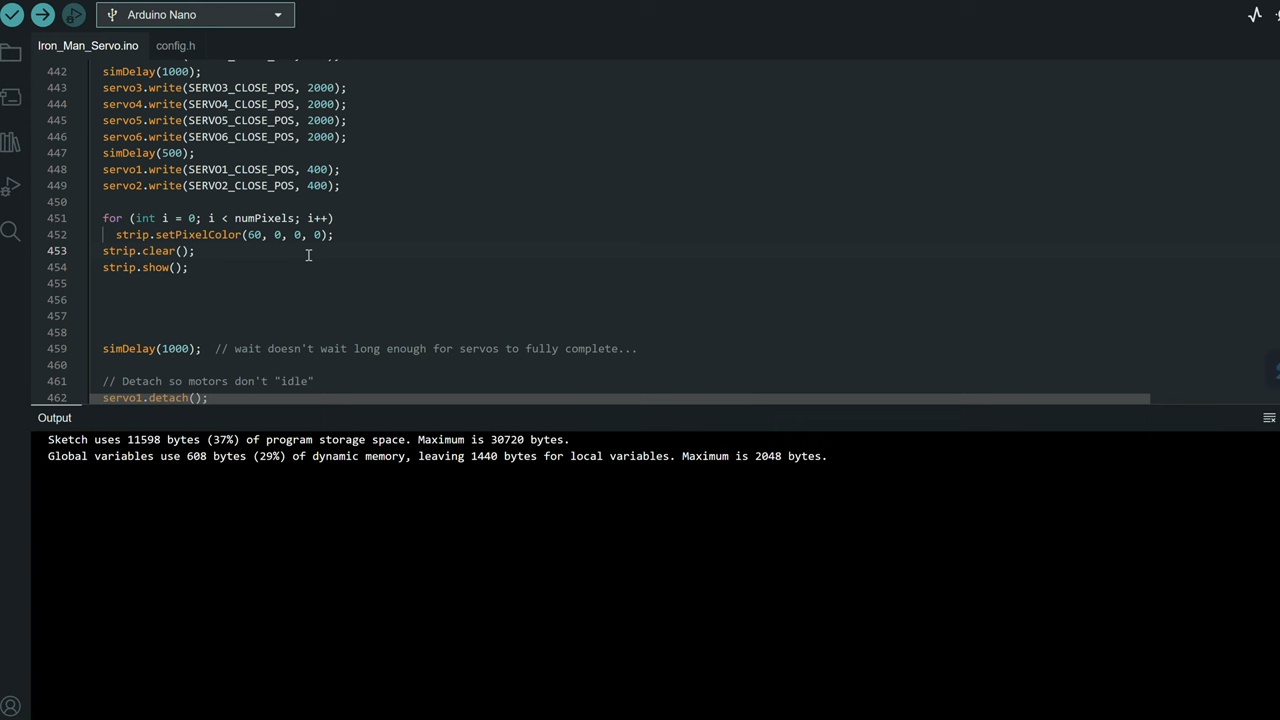 Arduino Nano
Iron_Man_Servo.ino config.h
442 simDelay(1000);
443 servo3.write(SERVO3_CLOSE_POS, 2000);
444 servo4.write(SERVO4_CLOSE_POS, 2000);
445 servo5.write(SERVO5_CLOSE_POS, 2000);
446 servo6.write(SERVO6_CLOSE_POS, 2000);
447 simDelay(500);
448 servo1.write(SERVO1_CLOSE_POS, 400);
449 servo2.write(SERVO2_CLOSE_POS, 400);
450
451 for (int i = 0; i < numPixels; i++)
452 strip.setPixelColor(60, 0, 0, 0);
453 strip.clear();
454 strip.show();
455
456
457
458
459 simDelay(1000); // wait doesn't wait long enough for servos to fully complete...
460
461 // Detach so motors don't "idle"
462 servo1.detach();
Output
Sketch uses 11598 bytes (37%) of program storage space. Maximum is 30720 bytes.
Global variables use 608 bytes (29%) of dynamic memory, leaving 1440 bytes for local variables. Maximum is 2048 bytes.